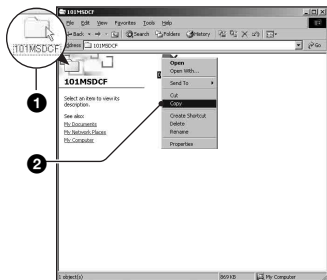 101MSDCF
File Edit View Favorites Tools Help
Back Search Folders History
Address 101MSDCF Go
101MSDCF
1
101MSDCF
Select an item to view its
description.
See also:
My Documents
My Network Places
My Computer
Open
Open With...
Send To
Cut
Copy
Create Shortcut
Delete
Rename
Properties
2
1 object(s) 869 KB My Computer